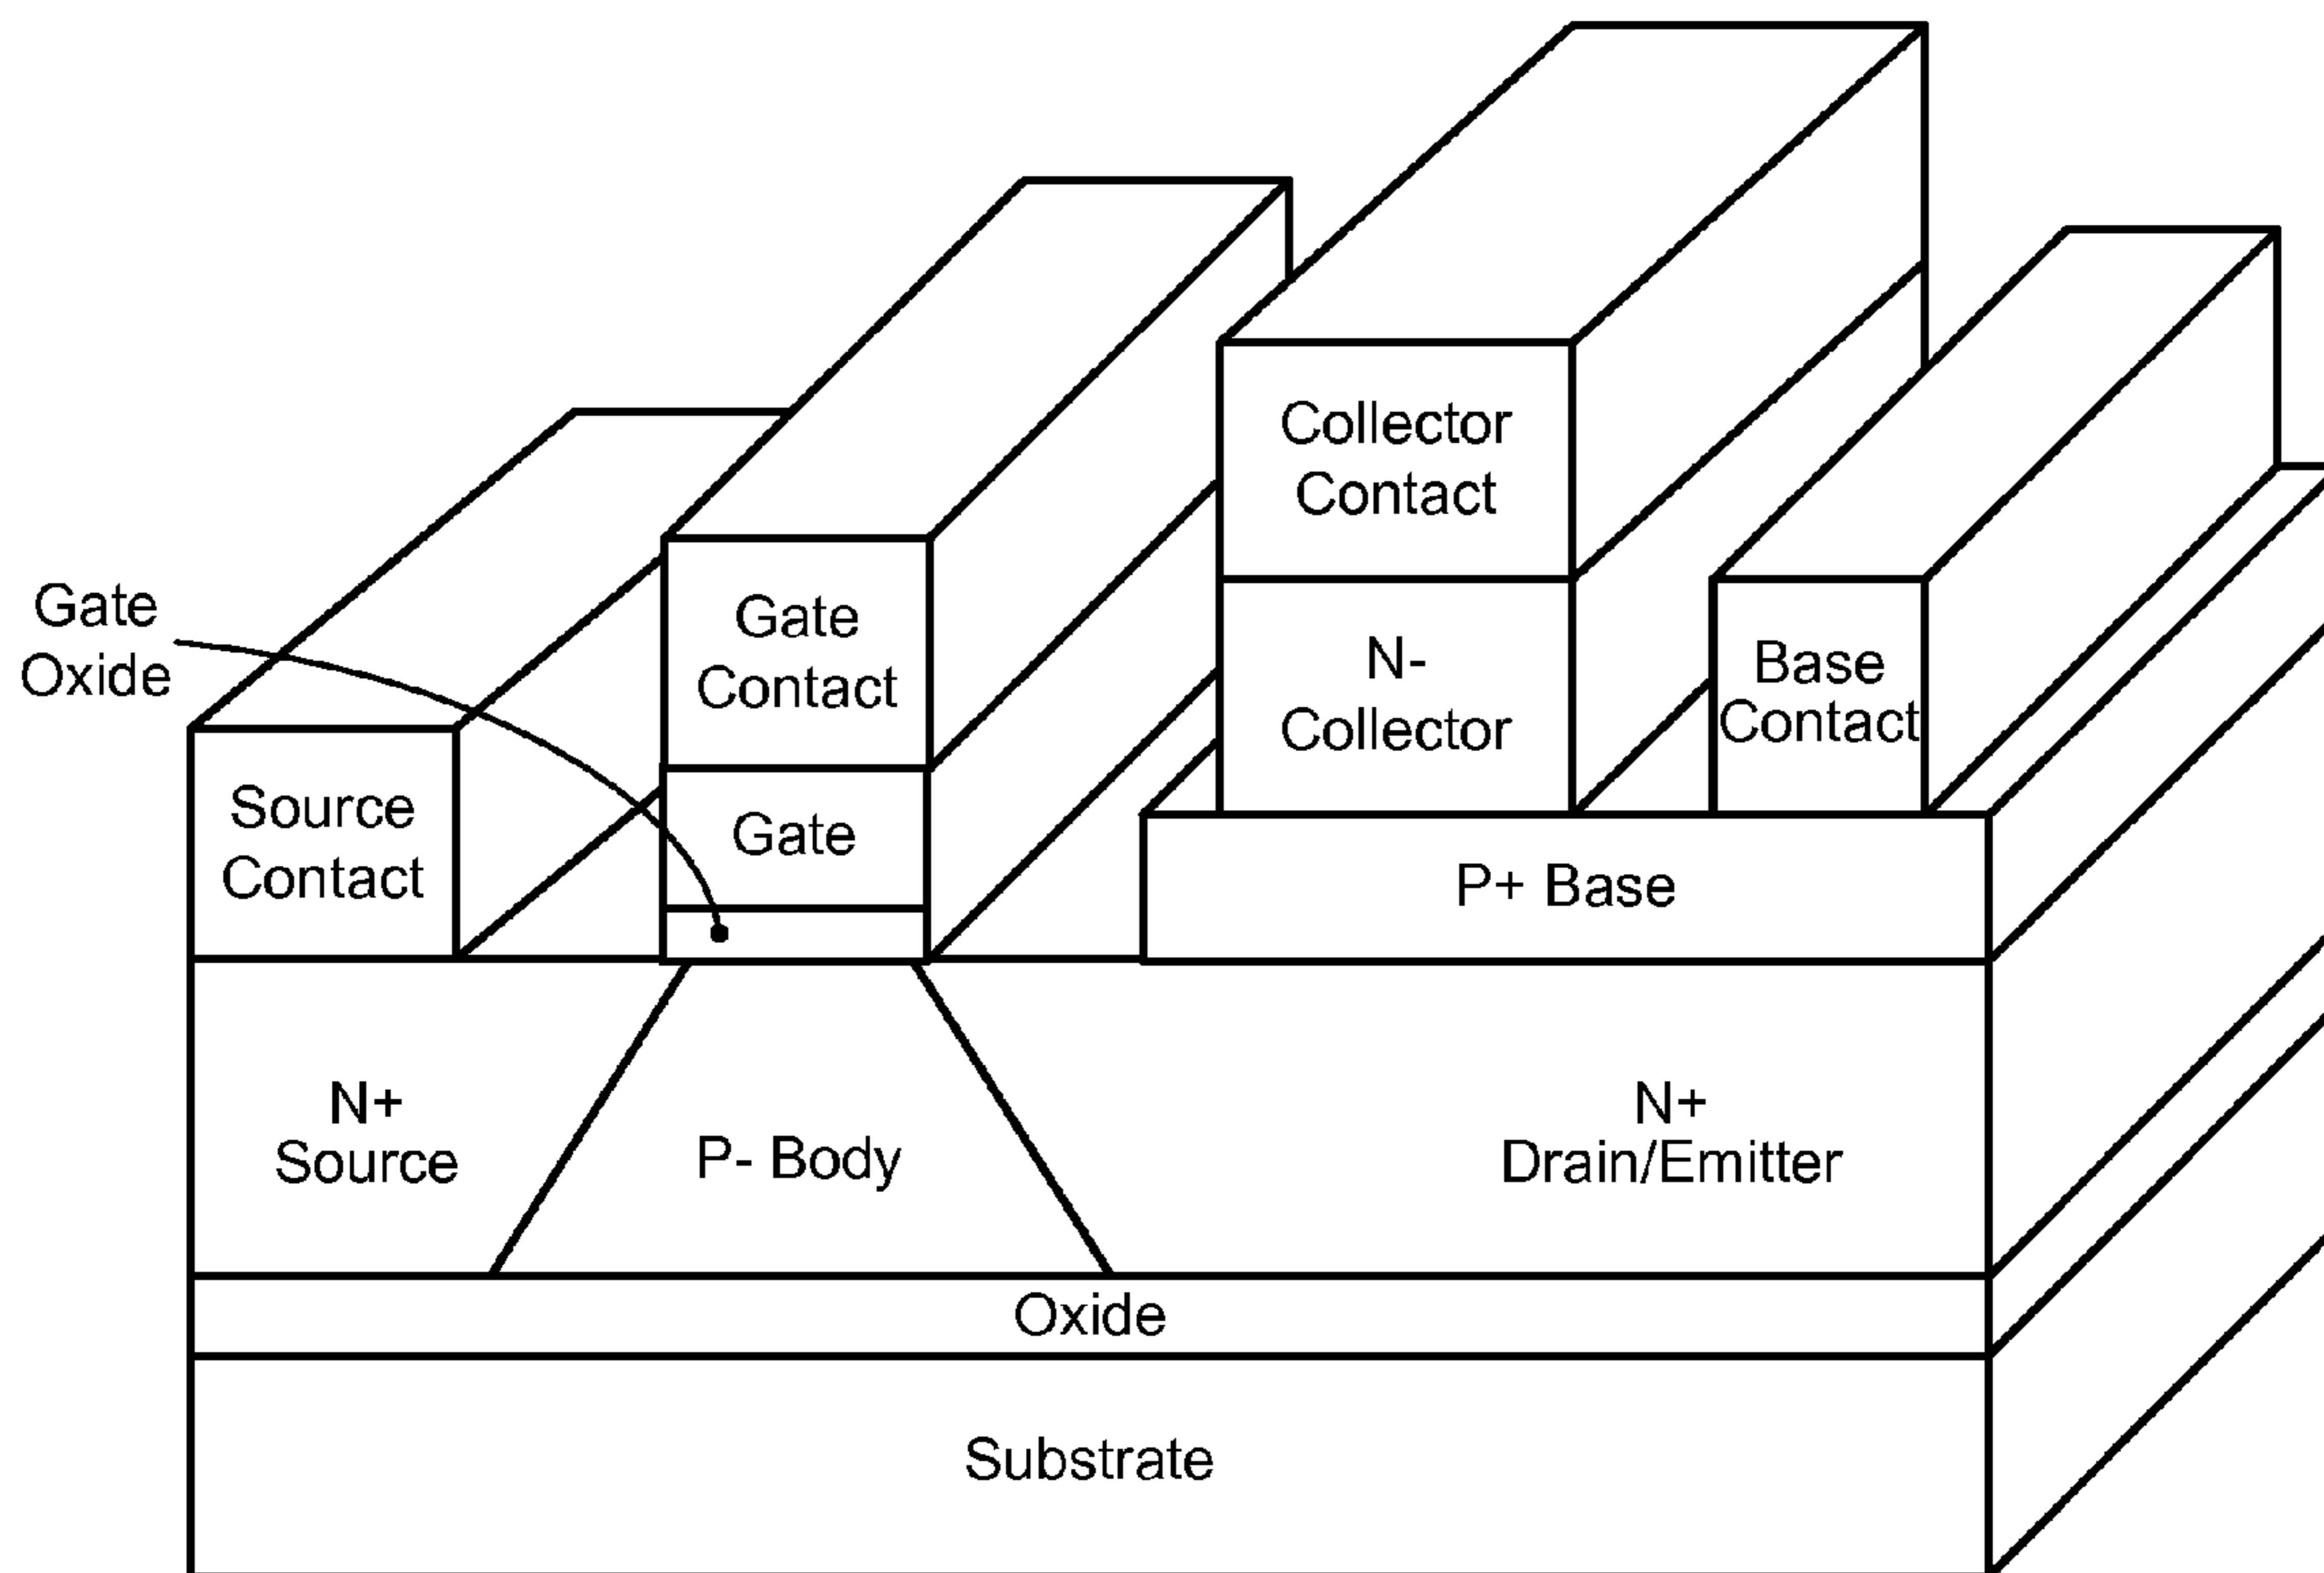 Collector
Contact
Gate
Oxide
Gate
Contact
N-
Collector
Base
Contact
Source
Contact
Gate
P+ Base
N+
Source
P- Body
N+
Drain/Emitter
Oxide
Substrate